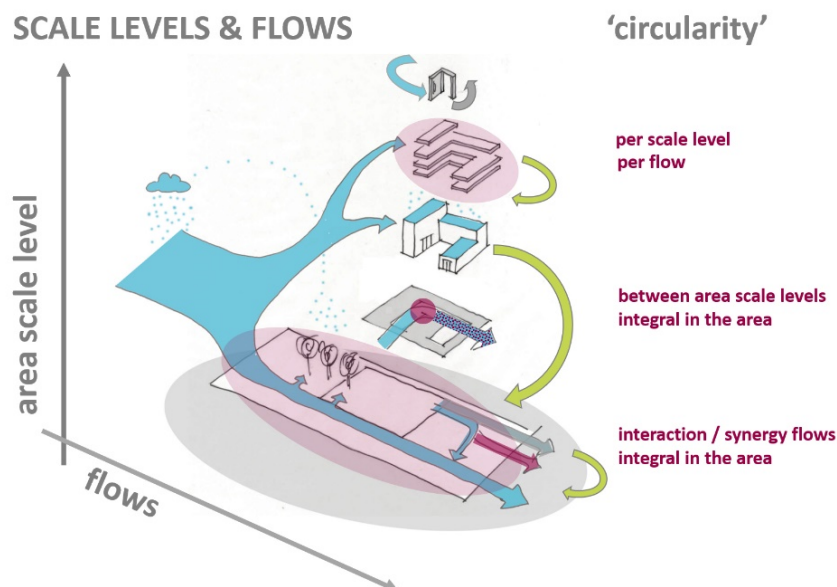 SCALE LEVELS & FLOWS
'circularity'
per scale level
per flow
area scale level
between area scale levels
integral in the area
interaction / synergy flows
integral in the area
flows